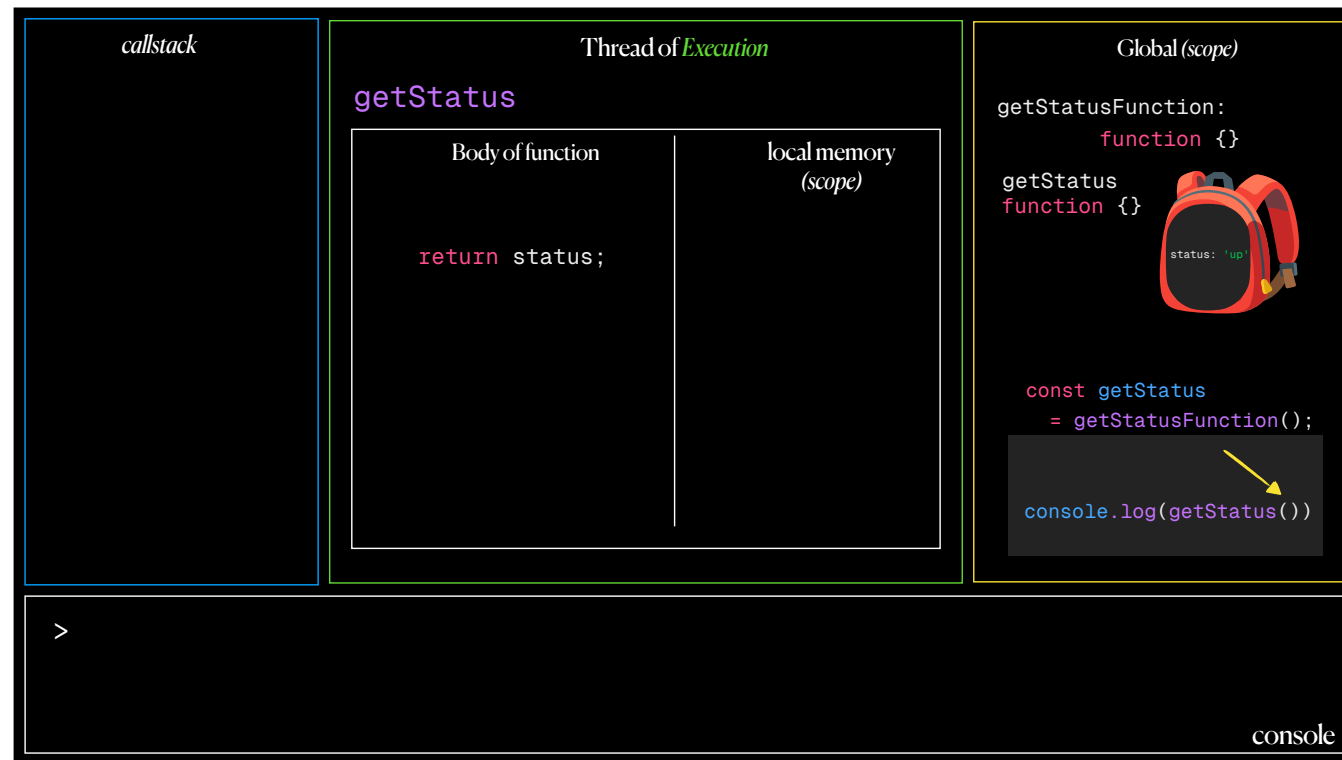 callstack
Thread of Execution
getStatus
Body of function
local memory
(scope)
return status;
Global (scope)
getStatusFunction:
function {}
getStatus
function {}
status: 'up'
const getStatus
= getStatusFunction();
console.log(getStatus())
>
console